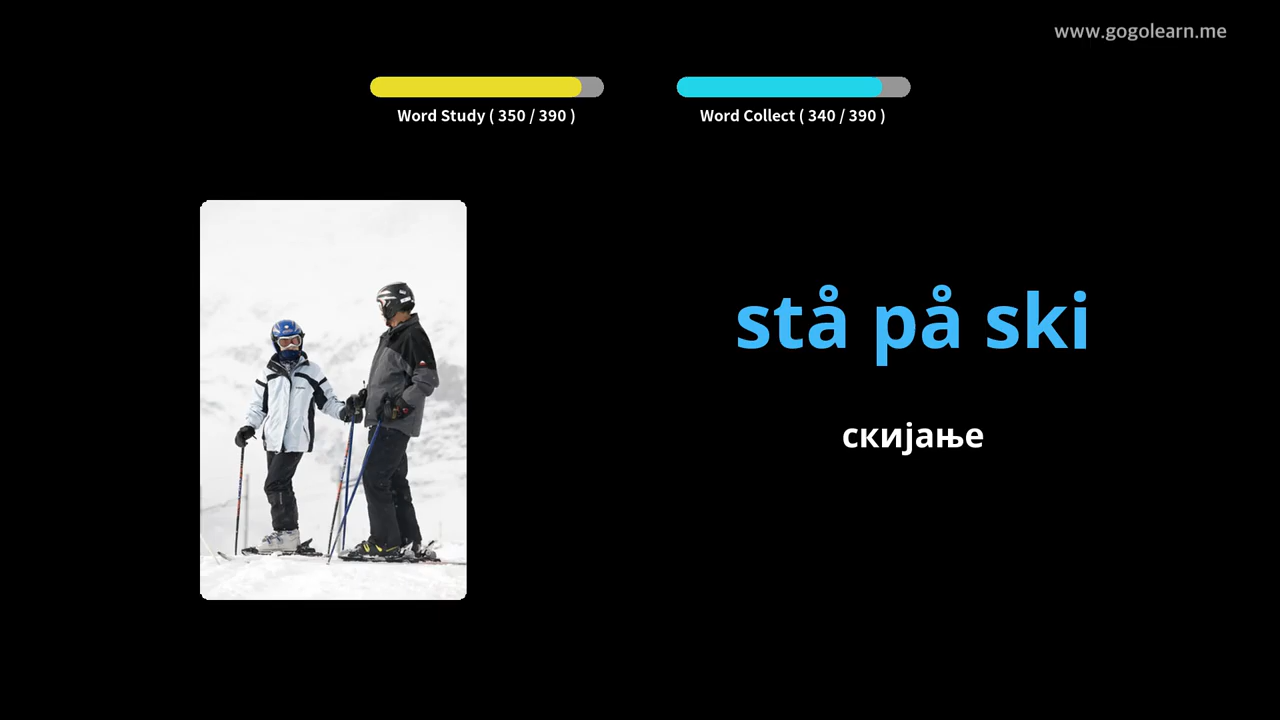 www.gogolearn.me
Word Study ( 350 / 390 )
Word Collect ( 340 / 390 )
stå på ski
скијање